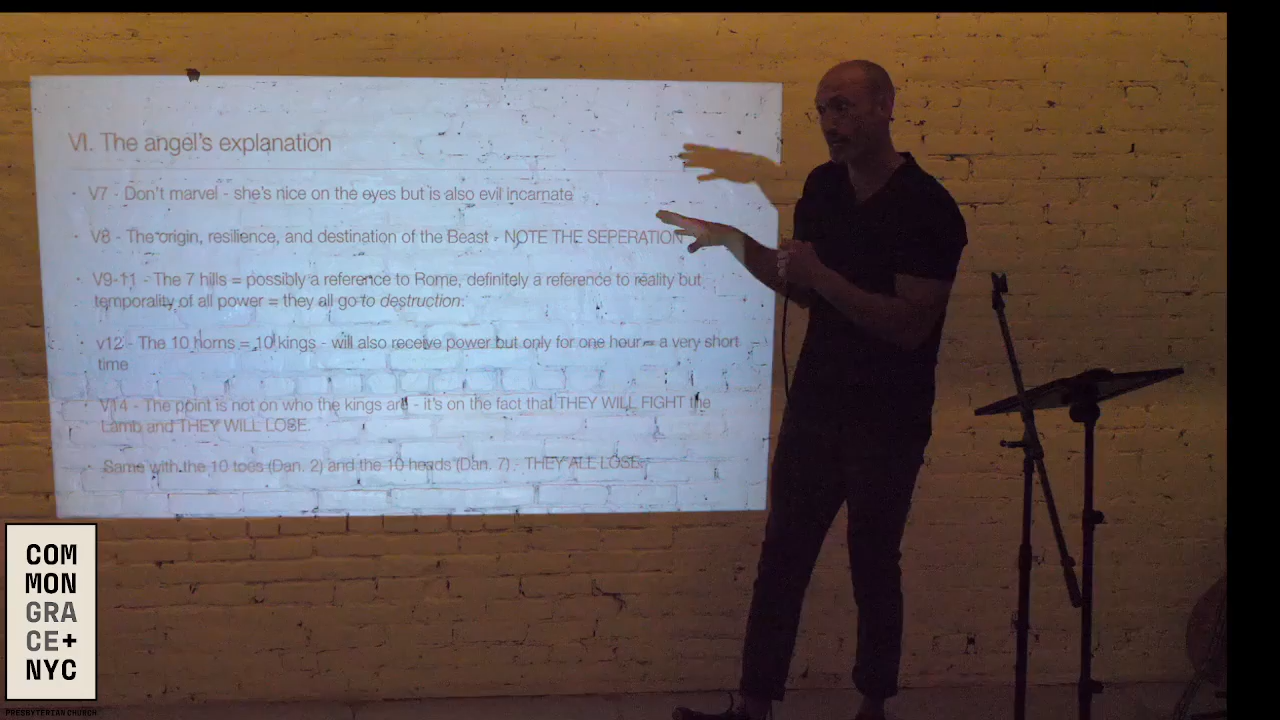 VI. The angel's explanation
· V7 - Don't marvel - she's nice on the eyes but is also evil incarnate
· V8 - The origin, resilience, and destination of the Beast - NOTE THE SEPERATION
· V9-11 - The 7 hills = possibly a reference to Rome, definitely a reference to reality but
temporality of all power = they all go to destruction.
· v12 - The 10 horns = 10 kings - will also receive power but only for one hour = a very short
time
· V14 - The point is not on who the kings are - it's on the fact that THEY WILL FIGHT the
Lamb and THEY WILL LOSE.
Same with the 10 toes (Dan. 2) and the 10 heads (Dan. 7) - THEY ALL LOSE.
COM
MON
GRA
CE+
NYC
PRESBYTERIAN CHURCH